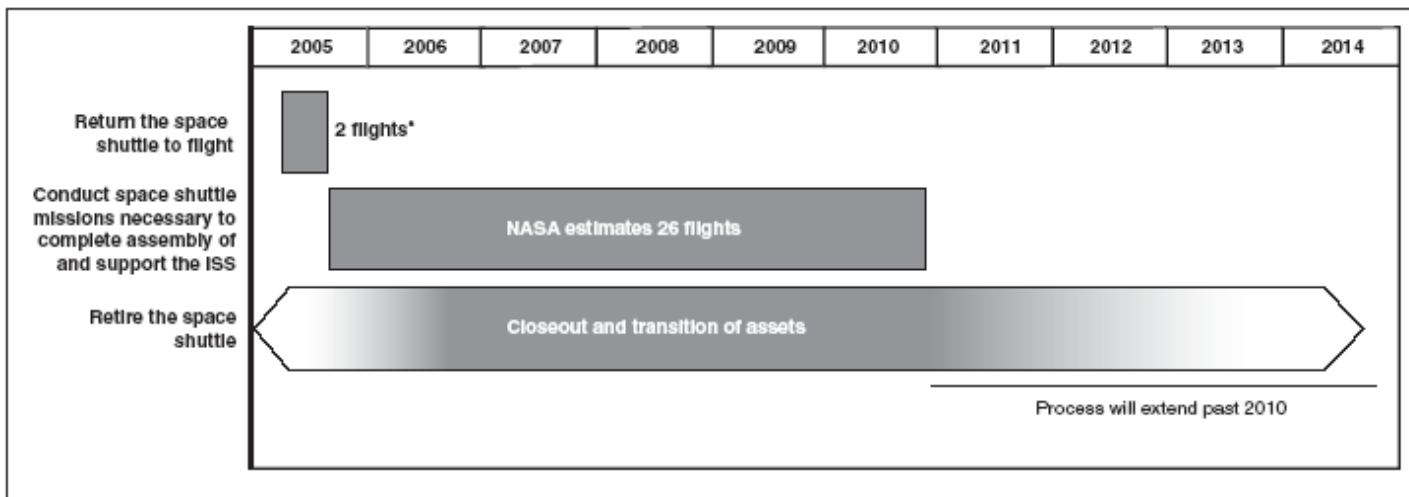 2005 2006 2007 2008 2009 2010 2011 2012 2013 2014
Return the space
shuttle to flight
2 flights*
Conduct space shuttle
missions necessary to
complete assembly of
and support the ISS
NASA estimates 26 flights
Retire the space
shuttle
Closeout and transition of assets
Process will extend past 2010